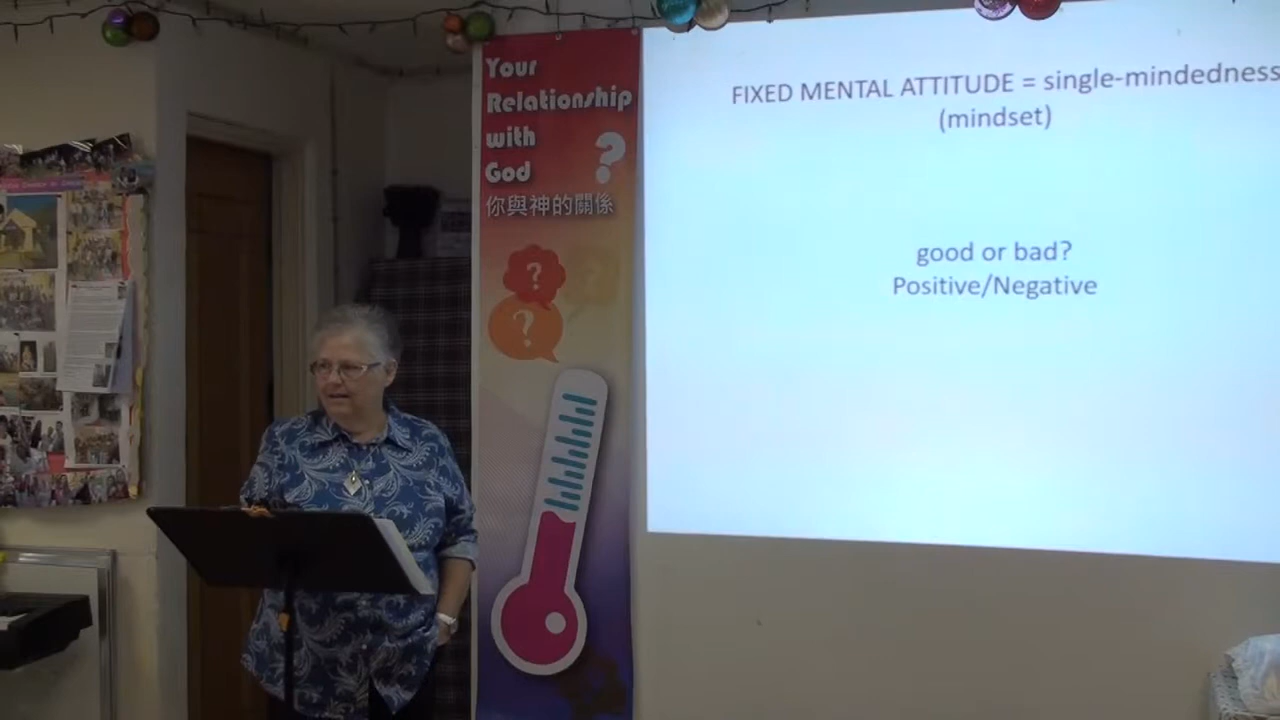 Your
Relationship
with
God
?
你與神的關係
?
?
FIXED MENTAL ATTITUDE = single-mindedness
(mindset)
good or bad?
Positive/Negative